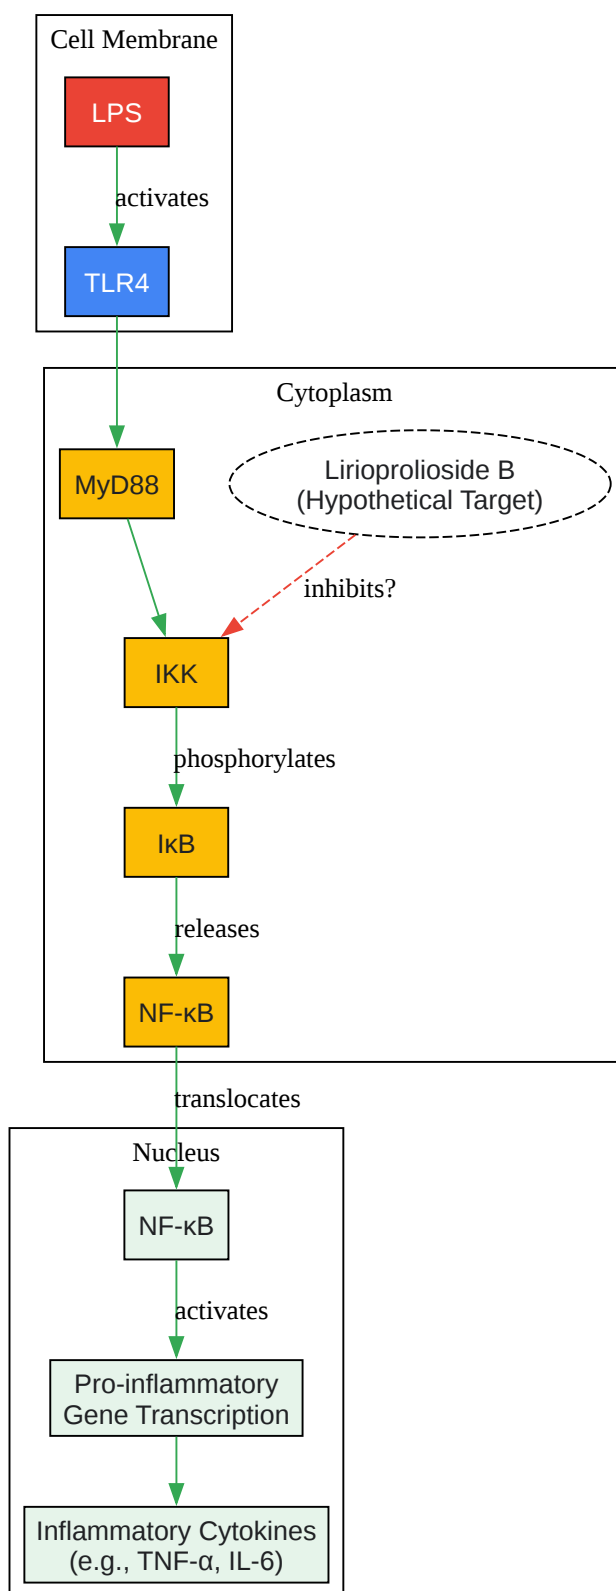 Cell Membrane
LPS
activates
TLR4
Cytoplasm
MyD88
Lirioprolioside B
(Hypothetical Target)
inhibits?
IKK
phosphorylates
IκB
releases
NF-κB
translocates
Nucleus
NF-κB
activates
Pro-inflammatory
Gene Transcription
Inflammatory Cytokines
(e.g., TNF-α, IL-6)